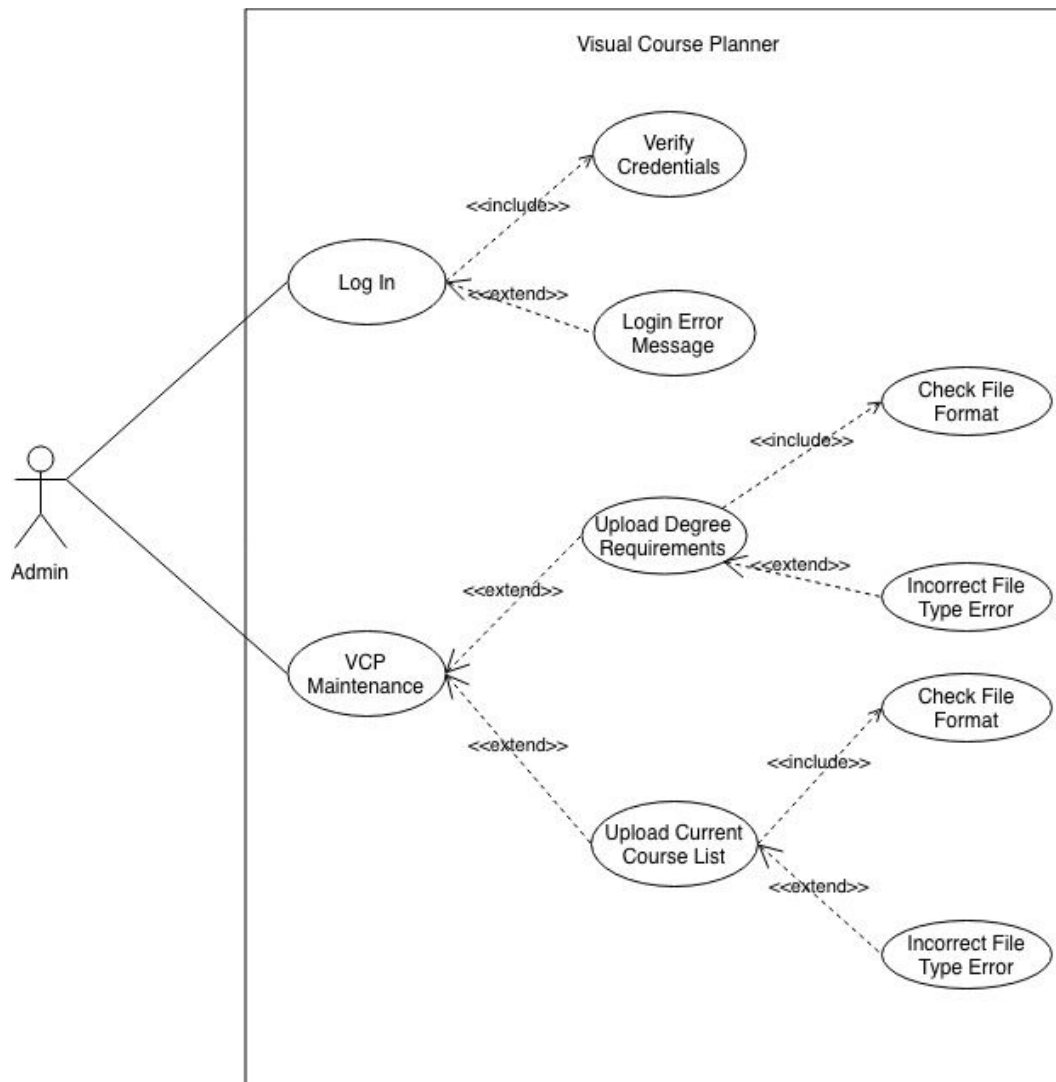 Visual Course Planner
Verify
Credentials
<<include>>
Log In
<<extend>>
Login Error
Message
Check File
Format
<<include>>
Upload Degree
Requirements
<<extend>>
Incorrect File
Type Error
Admin
<<extend>>
VCP
Maintenance
Check File
Format
<<extend>>
<<include>>
Upload Current
Course List
<<extend>>
Incorrect File
Type Error